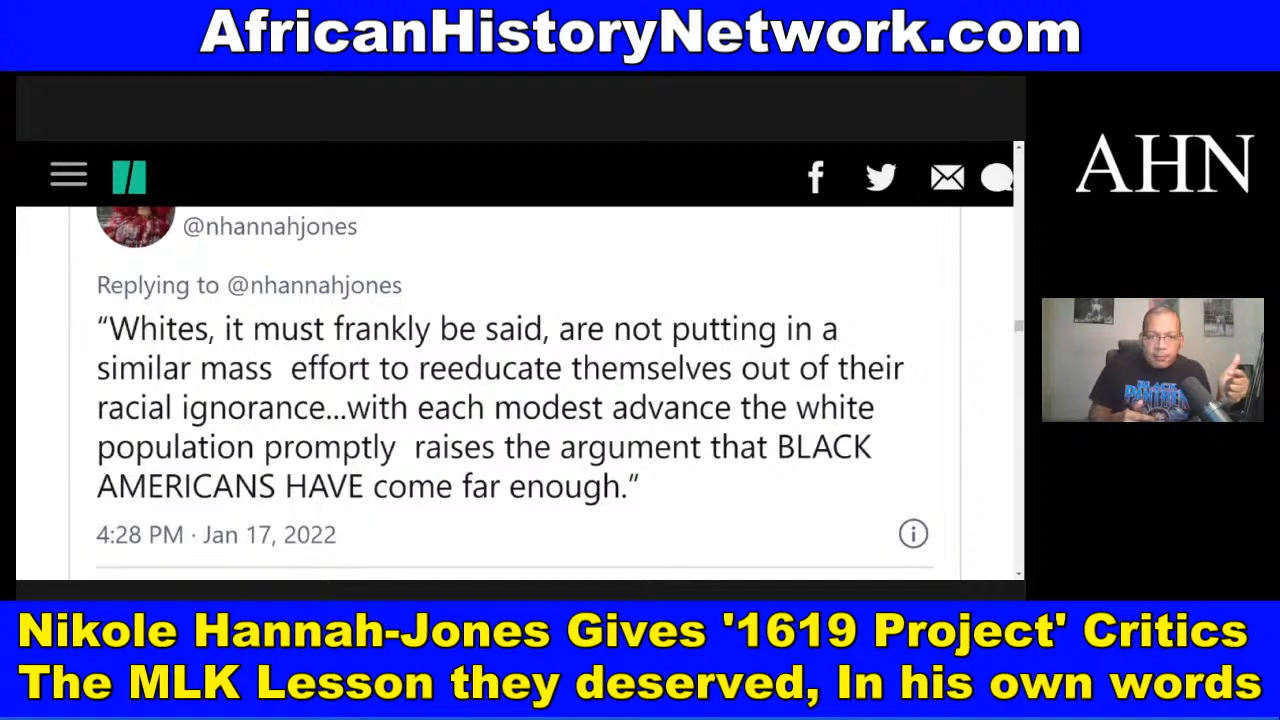 AfricanHistoryNetwork.com
AHN
@nhannahjones
Replying to @nhannahjones
“Whites, it must frankly be said, are not putting in a
similar mass  effort to reeducate themselves out of their
racial ignorance...with each modest advance the white
population promptly  raises the argument that BLACK
AMERICANS HAVE come far enough.”
4:28 PM · Jan 17, 2022
BLACK
PANTHER
Nikole Hannah-Jones Gives '1619 Project' Critics
The MLK Lesson they deserved, In his own words